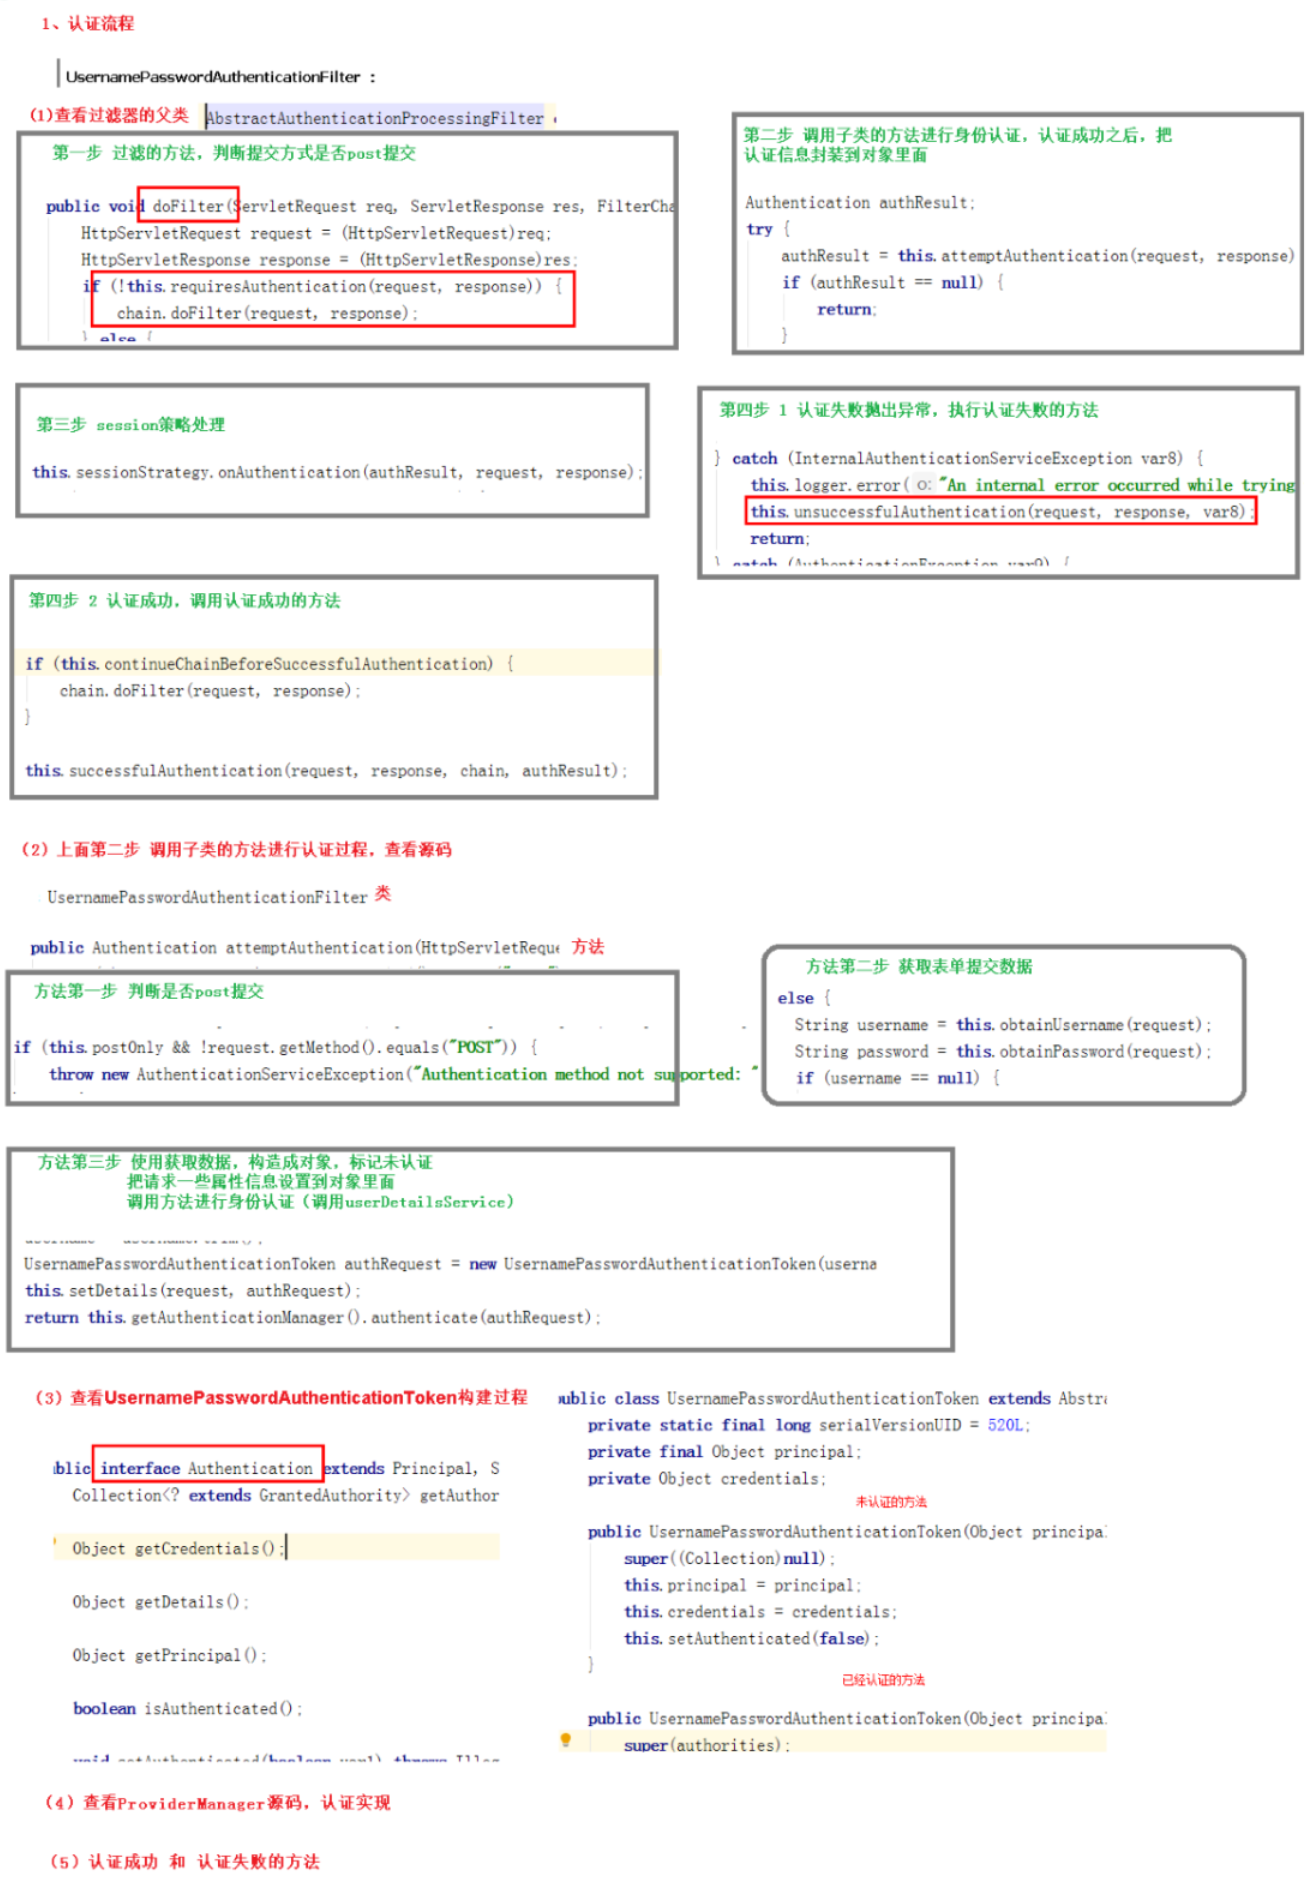 1、认证流程
UsernamePasswordAuthenticationFilter :
(1)查看过滤器的父类 AbstractAuthenticationProcessingFilter
第一步 过滤的方法，判断提交方式是否post提交
public void doFilter(ServletRequest req, ServletResponse res, FilterCha
HttpServletRequest request = (HttpServletRequest)req;
HttpServletResponse response = (HttpServletResponse)res;
if (!this.requiresAuthentication(request, response)) {
chain.doFilter(request, response);
} else {
第二步 调用子类的方法进行身份认证，认证成功之后，把
认证信息封装到对象里面
Authentication authResult;
try {
authResult = this.attemptAuthentication(request, response)
if (authResult == null) {
return;
}
第三步 session策略处理
this.sessionStrategy.onAuthentication(authResult, request, response);
第四步 1 认证失败抛出异常，执行认证失败的方法
} catch (InternalAuthenticationServiceException var8) {
this.logger.error( o: "An internal error occurred while trying
this.unsuccessfulAuthentication(request, response, var8);
return;
} catch (AuthenticationException var9) {
第四步 2 认证成功，调用认证成功的方法
if (this.continueChainBeforeSuccessfulAuthentication) {
chain.doFilter(request, response);
}
this.successfulAuthentication(request, response, chain, authResult);
（2）上面第二步 调用子类的方法进行认证过程，查看源码
UsernamePasswordAuthenticationFilter 类
public Authentication attemptAuthentication(HttpServletReque 方法
方法第一步 判断是否post提交
if (this.postOnly && !request.getMethod().equals("POST")) {
throw new AuthenticationServiceException("Authentication method not supported: "
方法第二步 获取表单提交数据
else {
String username = this.obtainUsername(request);
String password = this.obtainPassword(request);
if (username == null) {
方法第三步 使用获取数据，构造成对象，标记未认证
把请求一些属性信息设置到对象里面
调用方法进行身份认证（调用userDetailsService）
username = username.trim();
UsernamePasswordAuthenticationToken authRequest = new UsernamePasswordAuthenticationToken(userna
this.setDetails(request, authRequest);
return this.getAuthenticationManager().authenticate(authRequest);
（3）查看UsernamePasswordAuthenticationToken构建过程
blic interface Authentication extends Principal, S
Collection<? extends GrantedAuthority> getAuthor
Object getCredentials();
Object getDetails();
Object getPrincipal();
boolean isAuthenticated();
void setAuthenticated(boolean var1) throws Illeg
public class UsernamePasswordAuthenticationToken extends Abstra
private static final long serialVersionUID = 520L;
private final Object principal;
private Object credentials;
未认证的方法
public UsernamePasswordAuthenticationToken(Object principa
super((Collection)null);
this.principal = principal;
this.credentials = credentials;
this.setAuthenticated(false);
}
已经认证的方法
public UsernamePasswordAuthenticationToken(Object principa
super(authorities);
（4）查看ProviderManager源码，认证实现
（5）认证成功 和 认证失败的方法